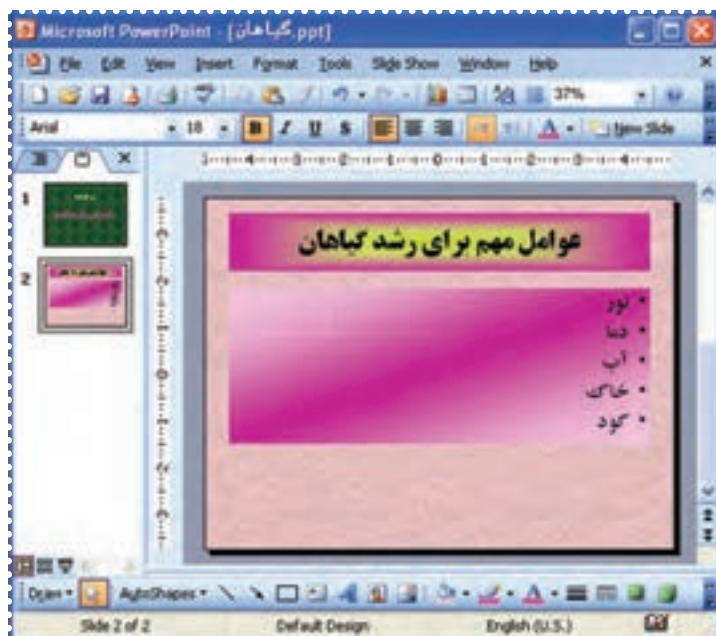 Microsoft PowerPoint - [گیاهان.ppt]
File Edit View Insert Format Tools Slide Show Window Help
37%
Arial 18 B I U S New Slide
1
2
عوامل مهم برای رشد گیاهان
• نور
• دما
• آب
• خاک
• کود
Draw AutoShapes
Slide 2 of 2 Default Design English (U.S.)